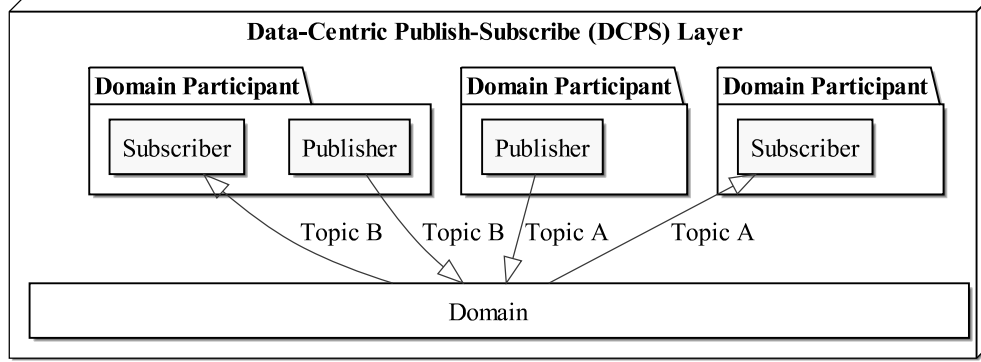 Data-Centric Publish-Subscribe (DCPS) Layer
Domain Participant
Domain Participant
Domain Participant
Subscriber
Publisher
Publisher
Subscriber
Topic B
Topic B
Topic A
Topic A
Domain